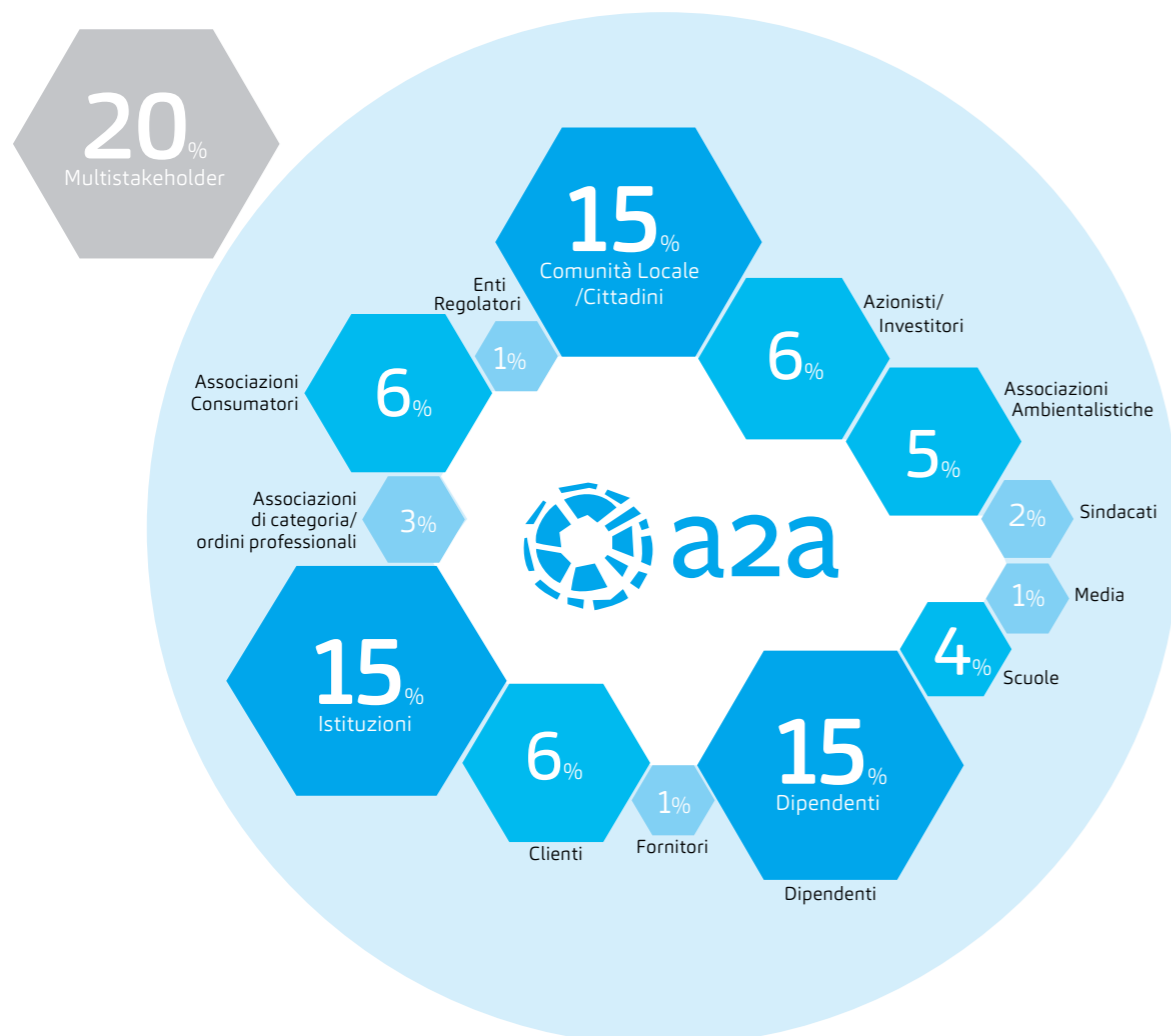 20%
Multistakeholder
15%
Comunità Locale
/Cittadini
Enti
Regolatori
1%
Azionisti/
Investitori
6%
Associazioni
Consumatori
6%
Associazioni
Ambientalistiche
5%
Associazioni
di categoria/
ordini professionali
3%
a2a
2%
Sindacati
1%
Media
4%
Scuole
15%
Istituzioni
6%
Clienti
1%
Fornitori
15%
Dipendenti
Dipendenti